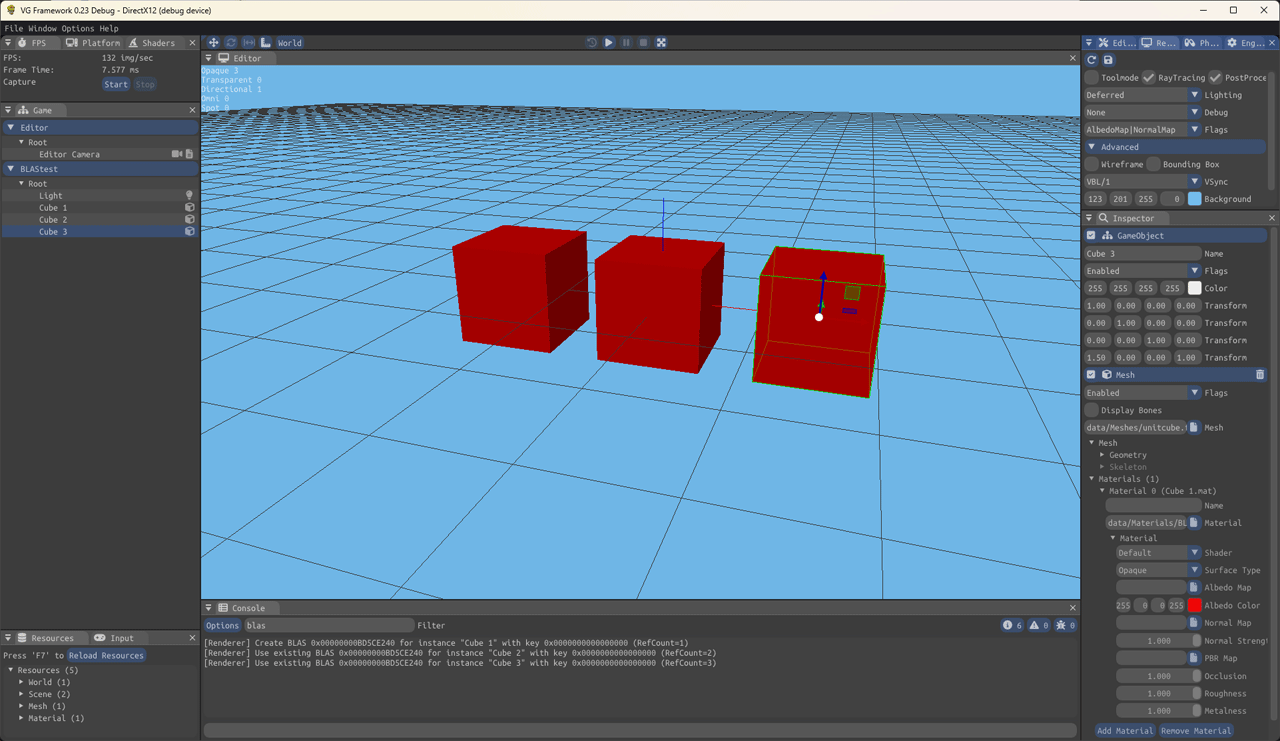 VG Framework 0.23 Debug - DirectX12 (debug device)
File Window Options Help
FPS
Platform
Shaders
FPS: 132 img/sec
Frame Time: 7.577 ms
Capture Start Stop
Game
Editor
Root
Editor Camera
BLAStest
Root
Light
Cube 1
Cube 2
Cube 3
Resources
Input
Press 'F7' to Reload Resources
Resources (5)
World (1)
Scene (2)
Mesh (1)
Material (1)
World
Editor
Opaque 3
Transparent 0
Directional 1
Omni 0
Spot 0
Console
Options blas Filter 6 0 0
[Renderer] Create BLAS 0x00000000BD5CE240 for instance "Cube 1" with key 0x0000000000000000 (RefCount=1)
[Renderer] Use existing BLAS 0x00000000BD5CE240 for instance "Cube 2" with key 0x0000000000000000 (RefCount=2)
[Renderer] Use existing BLAS 0x00000000BD5CE240 for instance "Cube 3" with key 0x0000000000000000 (RefCount=3)
Edi... Re... Ph... Eng...
Toolmode RayTracing PostProce
Deferred Lighting
None Debug
AlbedoMap|NormalMap Flags
Advanced
Wireframe Bounding Box
VBL/1 VSync
123 201 255 0 Background
Inspector
GameObject
Cube 3 Name
Enabled Flags
255 255 255 255 Color
1.00 0.00 0.00 0.00 Transform
0.00 1.00 0.00 0.00 Transform
0.00 0.00 1.00 0.00 Transform
1.50 0.00 0.00 1.00 Transform
Mesh
Enabled Flags
Display Bones
data/Meshes/unitcube. Mesh
Mesh
Geometry
Skeleton
Materials (1)
Material 0 (Cube 1.mat)
Name
data/Materials/BL Material
Material
Default Shader
Opaque Surface Type
Albedo Map
255 0 0 255 Albedo Color
Normal Map
1.000 Normal Strengt
PBR Map
1.000 Occlusion
1.000 Roughness
1.000 Metalness
Add Material Remove Material